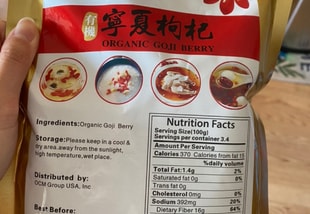 有機
寧夏枸杞
ORGANIC GOJI BERRY
Ingredients:Organic Goji Berry
Storage:Please keep in a cool &
dry area.away from the sunlight,
high temperature,wet place.
Distributed by:
OCM Group USA, Inc
Best Before:
Nutrition Facts
Serving Size(100g)
Servings per container 3.4
Amount Per Serving
Calories 370 Calories from fat 15
%daily volume
Total Fat:1.4g 2%
Saturated fat 0g 0%
Trans fat 0g
Cholesterol 0mg 0%
Sodium 392mg 20%
Dietary Fiber 16g 64%